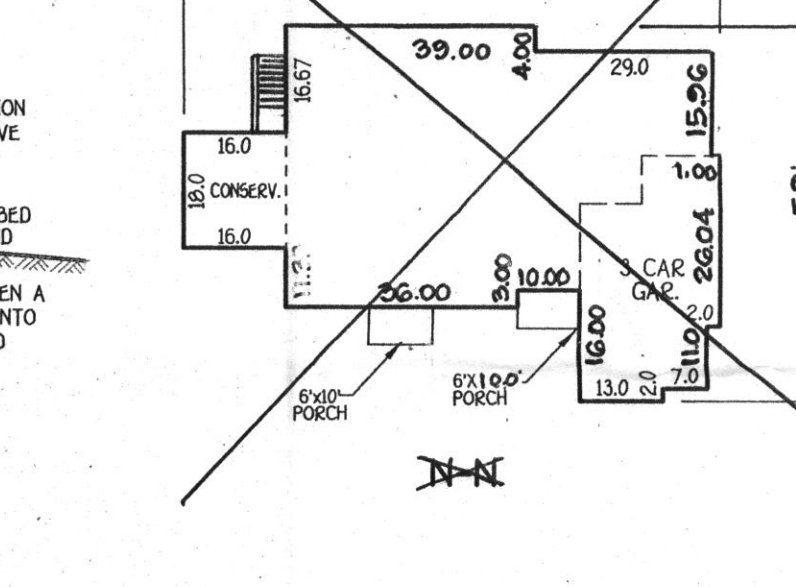 39.00
4.00
29.0
16.67
15.96
ION
VE
16.0
1.00
18.0
CONSERV.
BED
D
16.0
26.04
3 CAR
GAR.
3.00
10.00
EN A
NTO
36.00
2.0
16.00
11.0
13.0
2.0
7.0
6'X10'
PORCH
6'X10.0'
PORCH